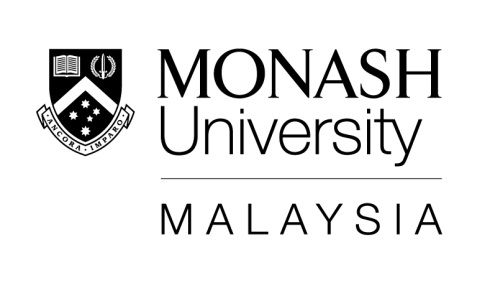 MONASH
University
MALAYSIA
ANCORA · IMPARO